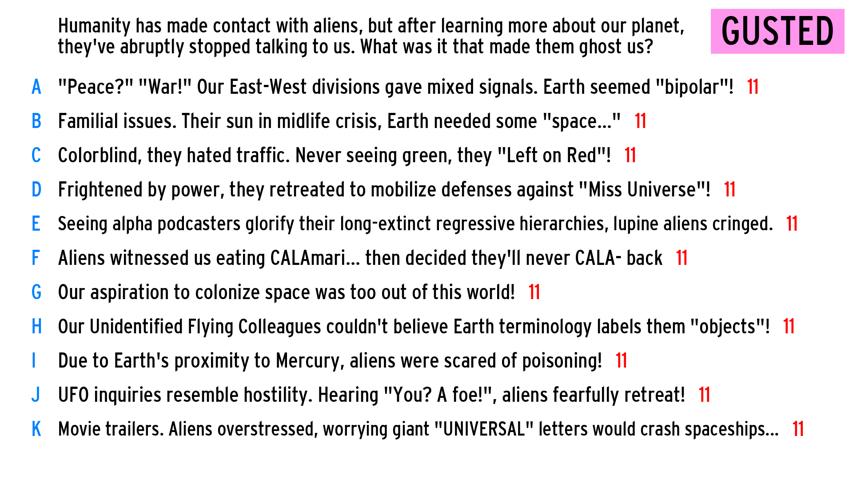 Humanity has made contact with aliens, but after learning more about our planet,
they've abruptly stopped talking to us. What was it that made them ghost us?
GUSTED
A "Peace?" "War!" Our East-West divisions gave mixed signals. Earth seemed "bipolar"! 11
B Familial issues. Their sun in midlife crisis, Earth needed some "space..." 11
C Colorblind, they hated traffic. Never seeing green, they "Left on Red"! 11
D Frightened by power, they retreated to mobilize defenses against "Miss Universe"! 11
E Seeing alpha podcasters glorify their long-extinct regressive hierarchies, lupine aliens cringed. 11
F Aliens witnessed us eating CALAmari... then decided they'll never CALA- back 11
G Our aspiration to colonize space was too out of this world! 11
H Our Unidentified Flying Colleagues couldn't believe Earth terminology labels them "objects"! 11
I Due to Earth's proximity to Mercury, aliens were scared of poisoning! 11
J UFO inquiries resemble hostility. Hearing "You? A foe!", aliens fearfully retreat! 11
K Movie trailers. Aliens overstressed, worrying giant "UNIVERSAL" letters would crash spaceships... 11